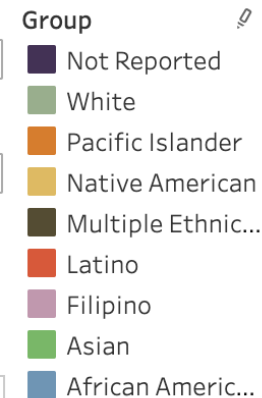 Group
Not Reported
White
Pacific Islander
Native American
Multiple Ethnic...
Latino
Filipino
Asian
African Americ...